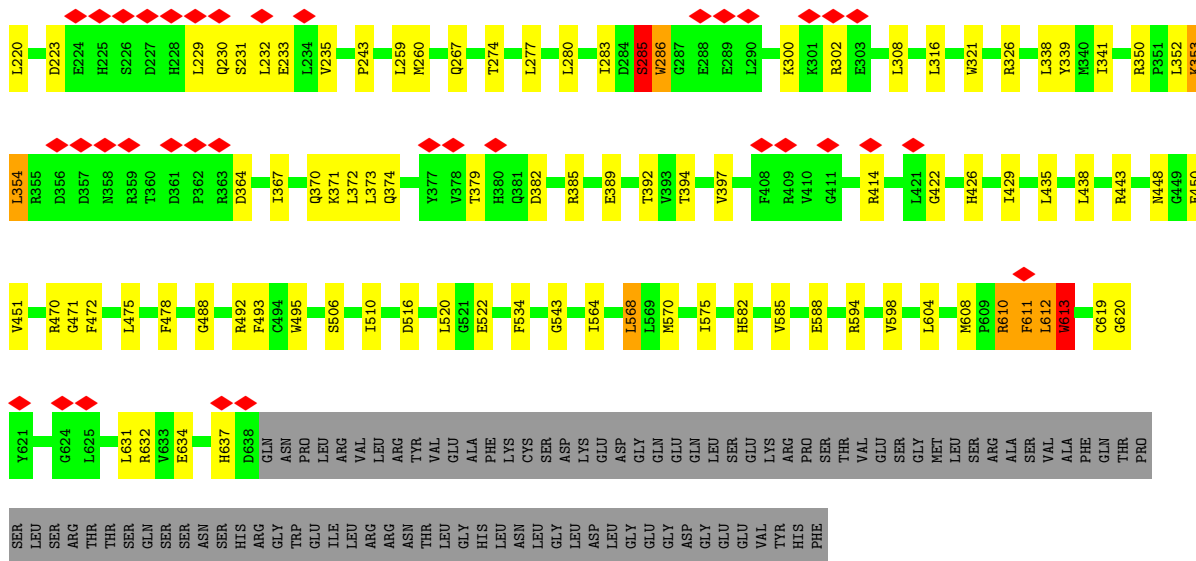 L220 D223 E224 H225 S226 D227 H228 L229 Q230 S231 L232 E233 L234 V235 P243 L259 M260 Q267 T274 L277 L280 I283 D284 S285 W286 G287 E288 E289 L290 K300 K301 R302 E303 L308 L316 W321 R326 L338 Y339 M340 I341 R350 P351 L352 K353
L354 R355 D356 D357 N358 R359 T360 D361 P362 R363 D364 I367 Q370 K371 L372 L373 Q374 Y377 V378 T379 H380 Q381 D382 R385 E389 T392 V393 T394 V397 F408 R409 V410 G411 R414 L421 G422 H426 I429 L435 L438 R443 N448 G449
V451 R470 G471 F472 L475 F478 G488 R492 F493 C494 W495 S506 I510 D516 L520 G521 E522 F534 G543 I564 L568 L569 M570 I575 H582 V585 E588 R594 V598 L604 M608 P609 R610 F611 L612 W613 C619 G620
Y621 G624 L625 L631 R632 V633 E634 H637 D638 GLN ASN PRO LEU ARG VAL LEU ARG TYR VAL GLU ALA PHE LYS CYS SER ASP LYS GLU ASP GLY GLN GLU GLN LEU SER GLU LYS ARG PRO SER THR VAL GLU SER GLY MET LEU SER ARG ALA SER VAL ALA PHE GLN THR PRO
SER LEU SER ARG THR THR SER GLN SER SER ASN SER HIS ARG GLY TRP GLU ILE LEU ARG ARG ASN THR LEU GLY HIS LEU ASN LEU GLY LEU ASP LEU GLY GLU GLY ASP GLY GLU GLU VAL TYR HIS PHE